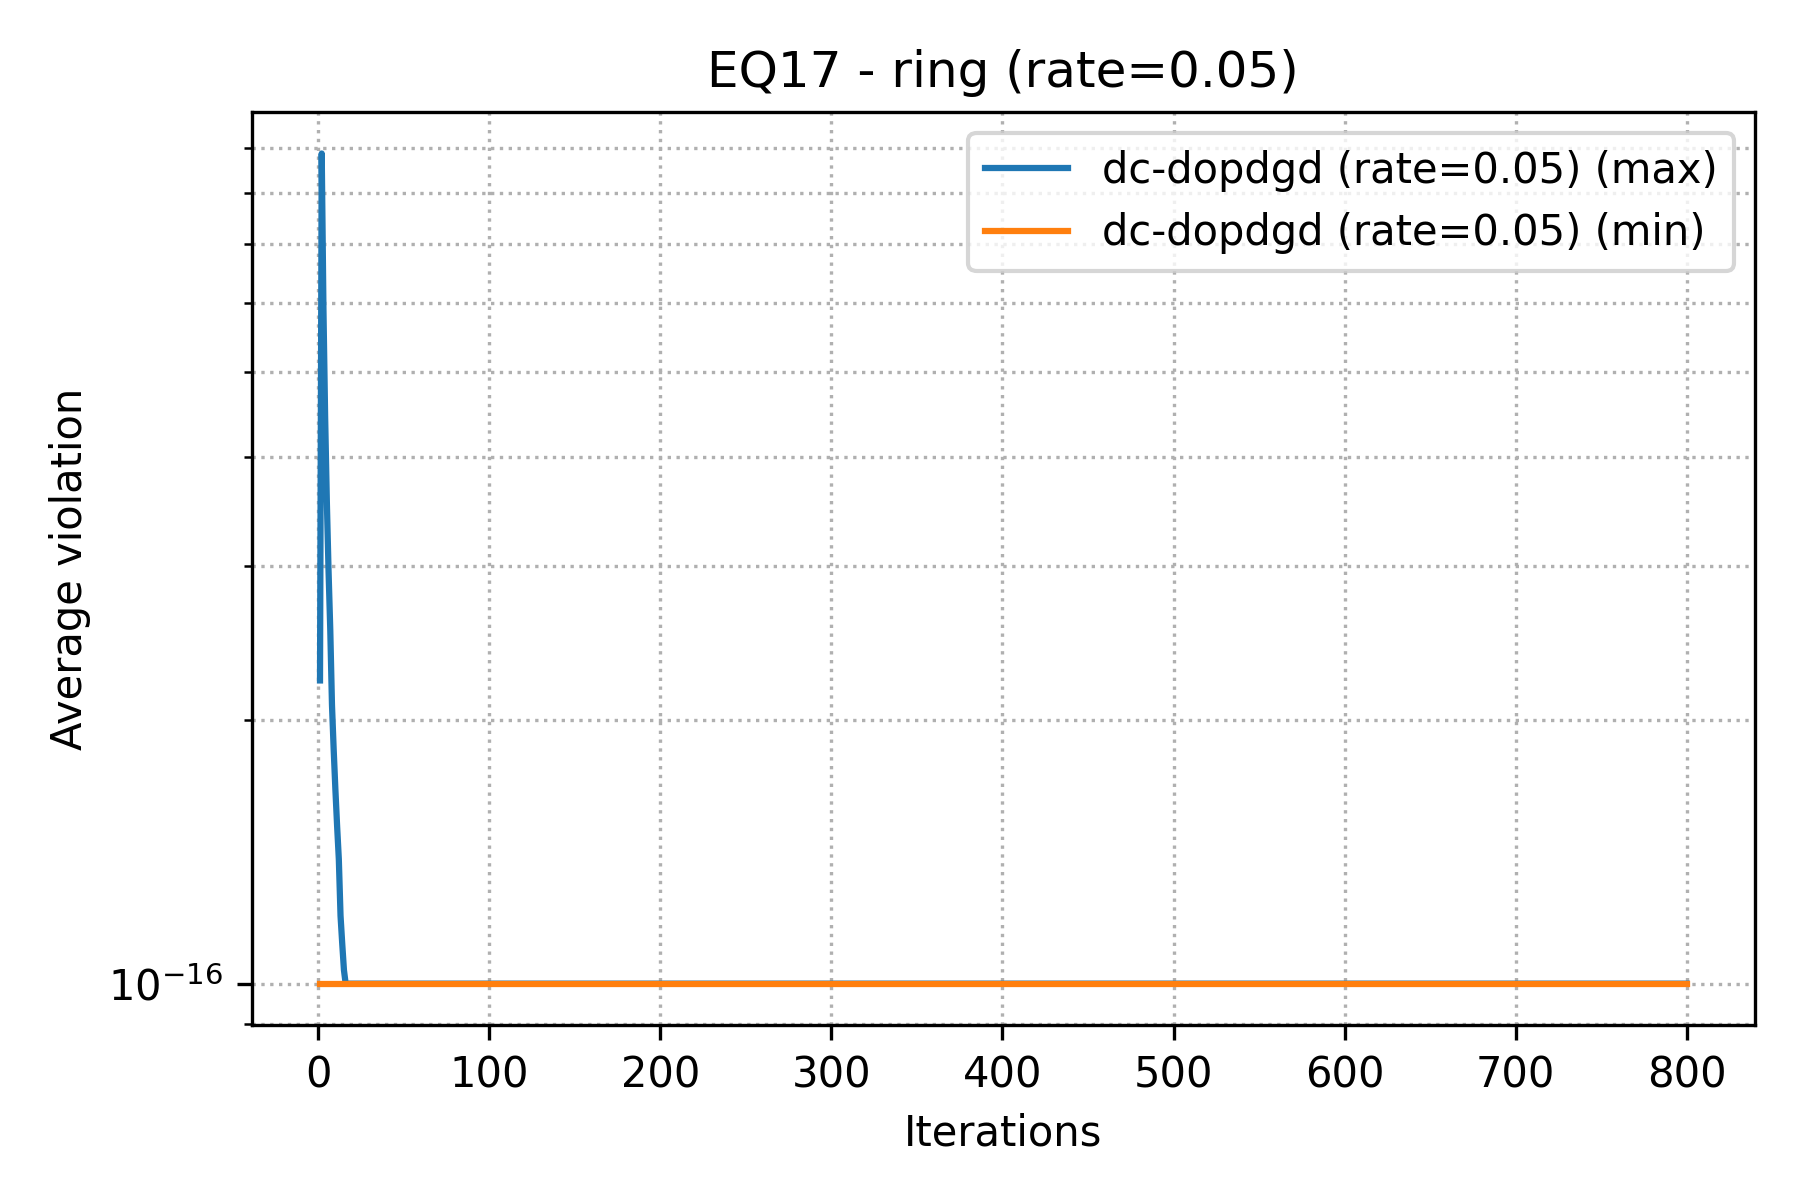 EQ17 - ring (rate=0.05)
dc-dopdgd (rate=0.05) (max)
dc-dopdgd (rate=0.05) (min)
Average violation
10⁻¹⁶
0 100 200 300 400 500 600 700 800
Iterations